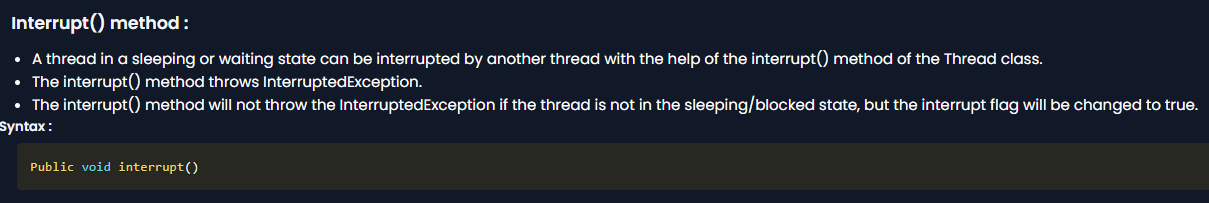 Interrupt() method :
• A thread in a sleeping or waiting state can be interrupted by another thread with the help of the interrupt() method of the Thread class.
• The interrupt() method throws InterruptedException.
• The interrupt() method will not throw the InterruptedException if the thread is not in the sleeping/blocked state, but the interrupt flag will be changed to true.
Syntax :
Public void interrupt()